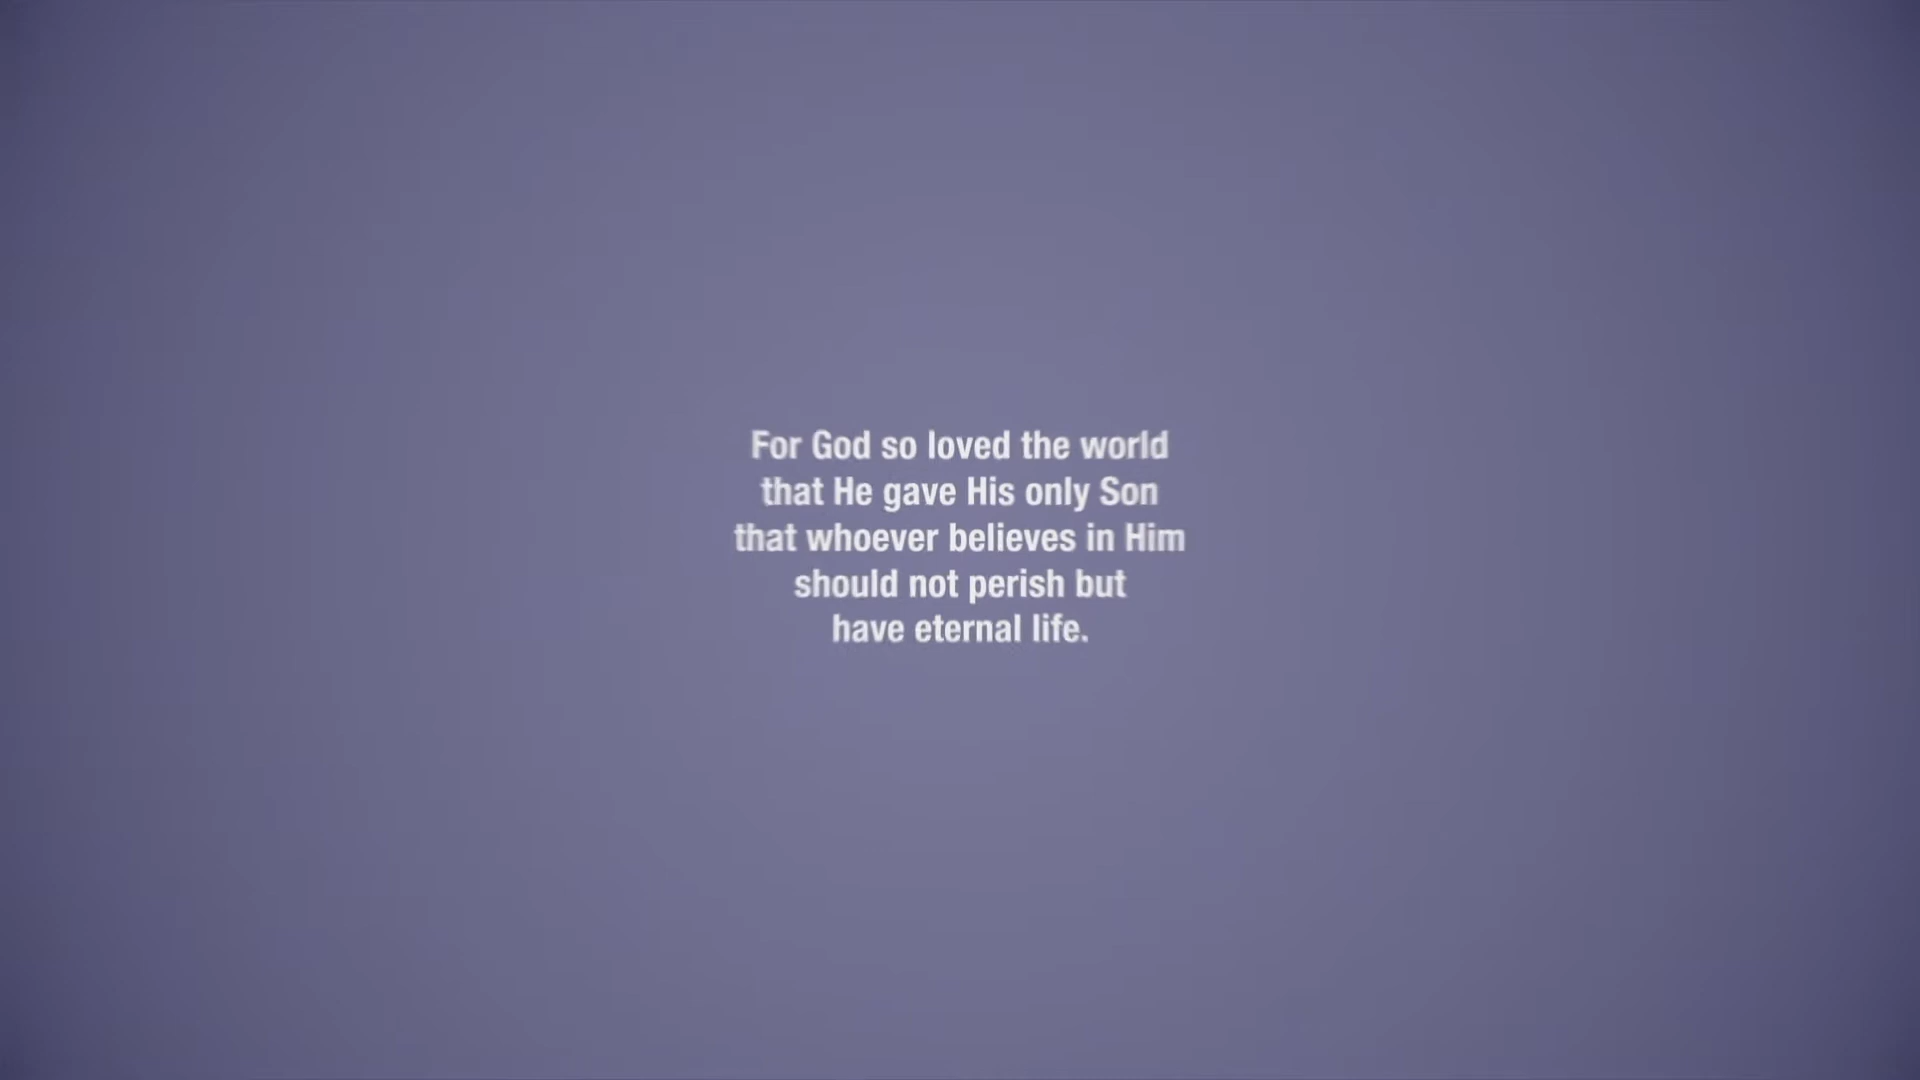 For God so loved the world
that He gave His only Son
that whoever believes in Him
should not perish but
have eternal life.